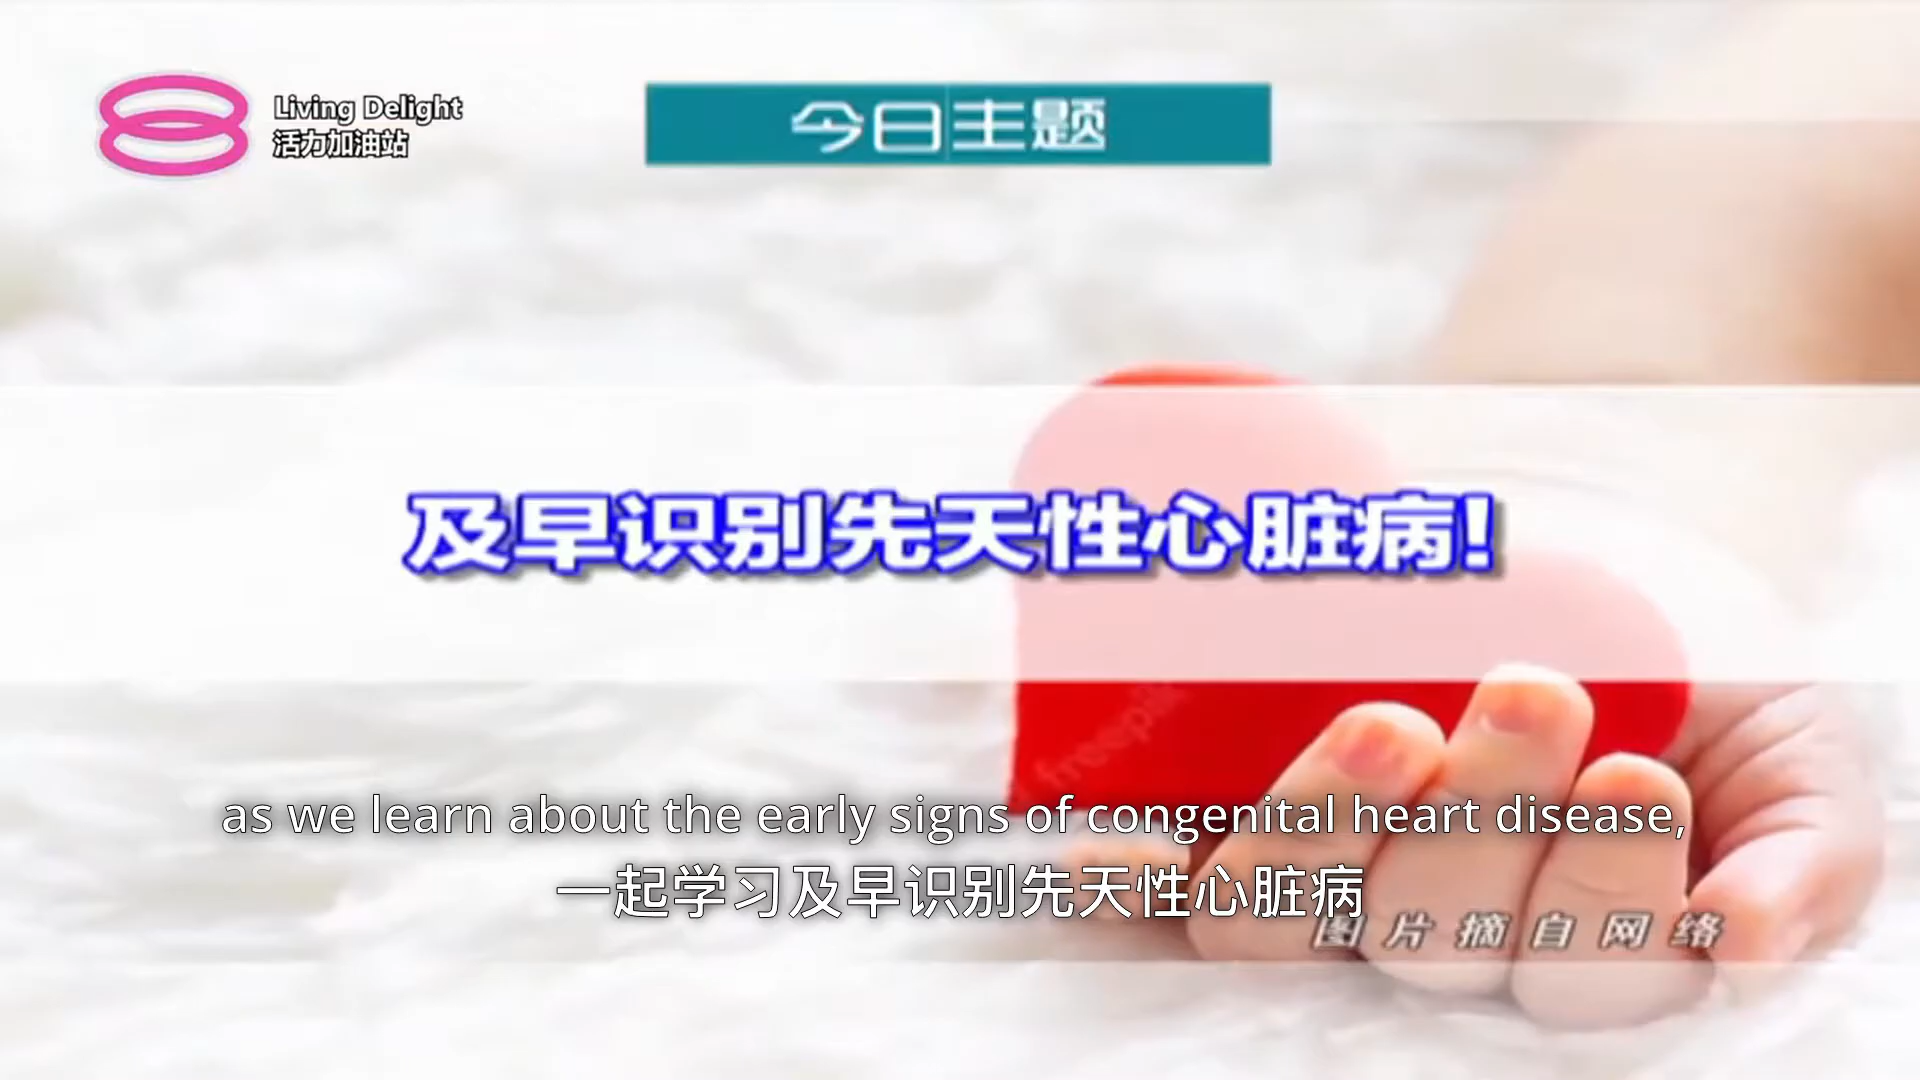 Living Delight
活力加油站
今日主题
及早识别先天性心脏病!
freepik
as we learn about the early signs of congenital heart disease,
一起学习及早识别先天性心脏病
图片摘自网络